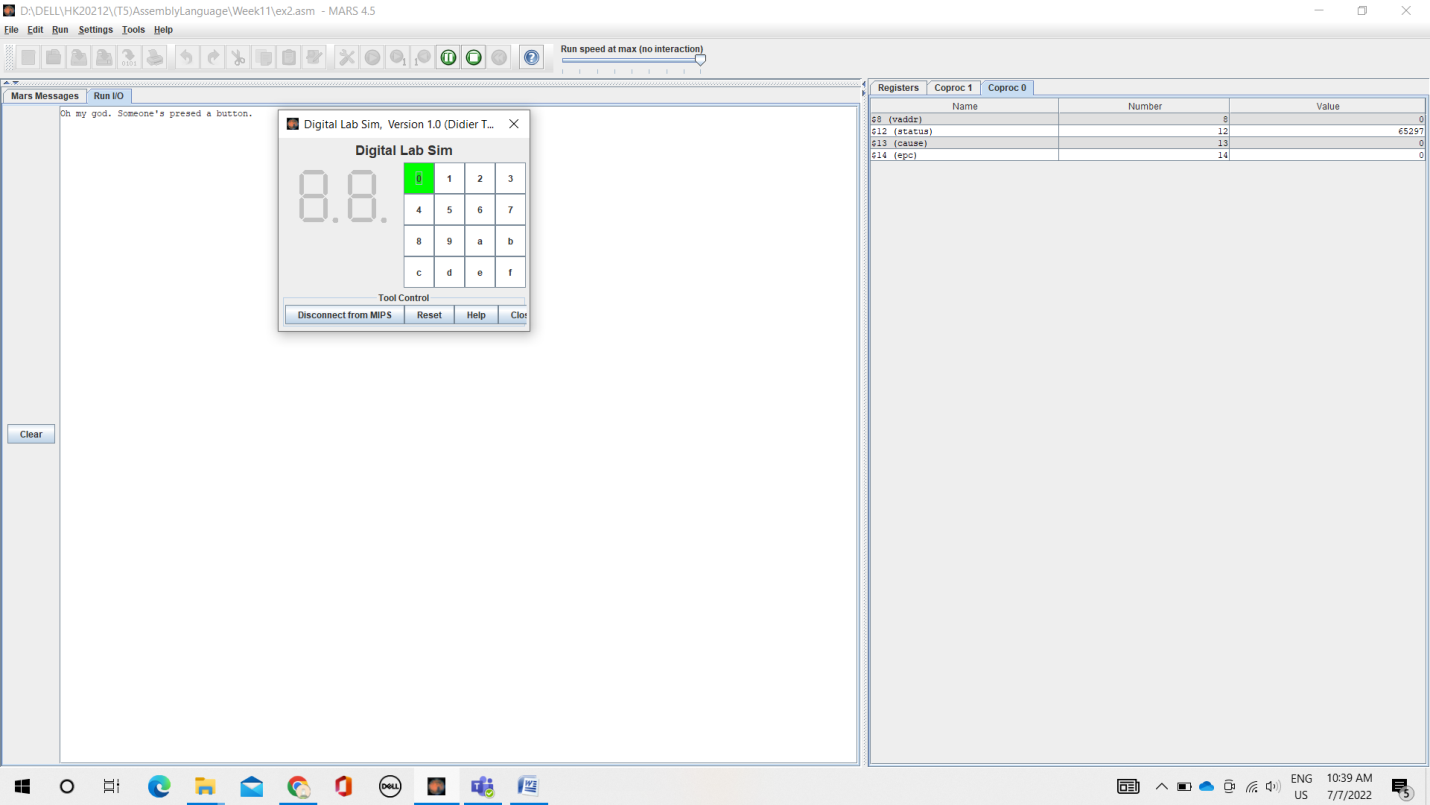 D:\DELL\HK20212\(T5)AssemblyLanguage\Week11\ex2.asm - MARS 4.5
File Edit Run Settings Tools Help
Run speed at max (no interaction)
Mars Messages Run I/O
Oh my god. Someone's presed a button.
Clear
Digital Lab Sim, Version 1.0 (Didier T...
Digital Lab Sim
0 1 2 3
4 5 6 7
8 9 a b
c d e f
Tool Control
Disconnect from MIPS Reset Help Clos
Registers Coproc 1 Coproc 0
Name Number Value
$8 (vaddr) 8 0
$12 (status) 12 65297
$13 (cause) 13 0
$14 (epc) 14 0
DELL
ENG
US
10:39 AM
7/7/2022
5